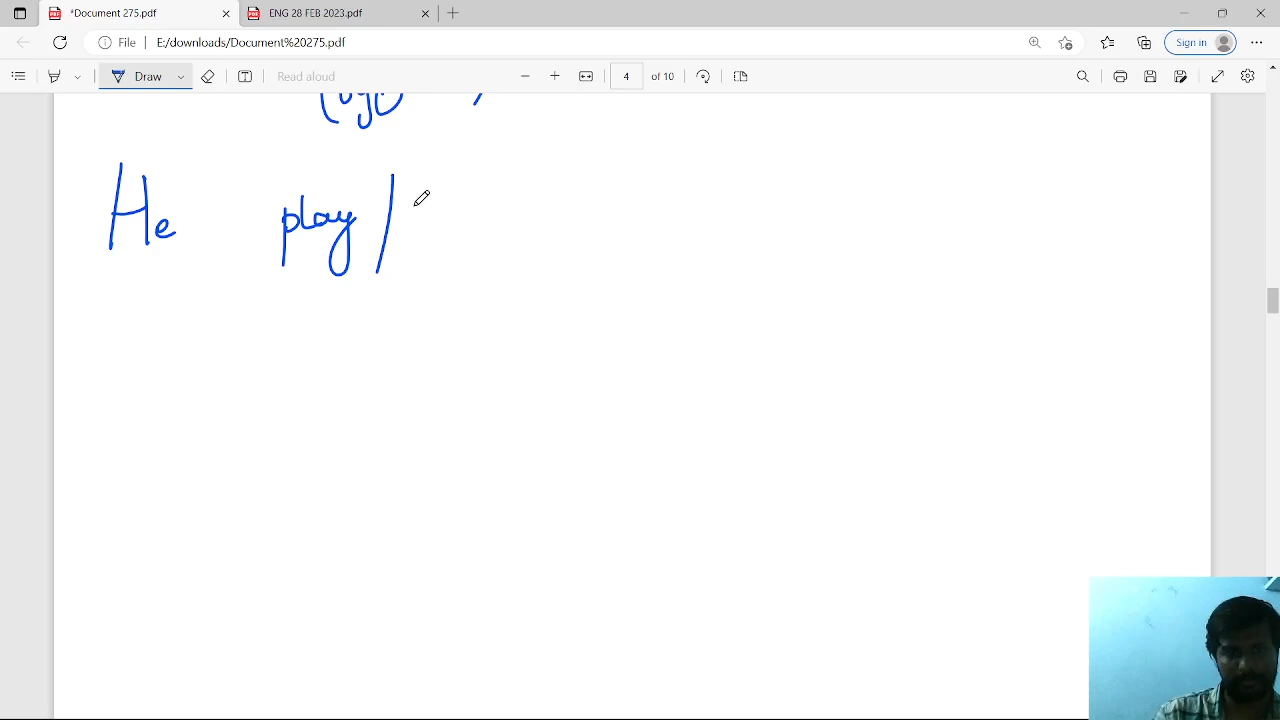 *Document 275.pdf
ENG 28 FEB 2023.pdf
File
E:/downloads/Document%20275.pdf
Sign in
Draw
Read aloud
4 of 10
He play /